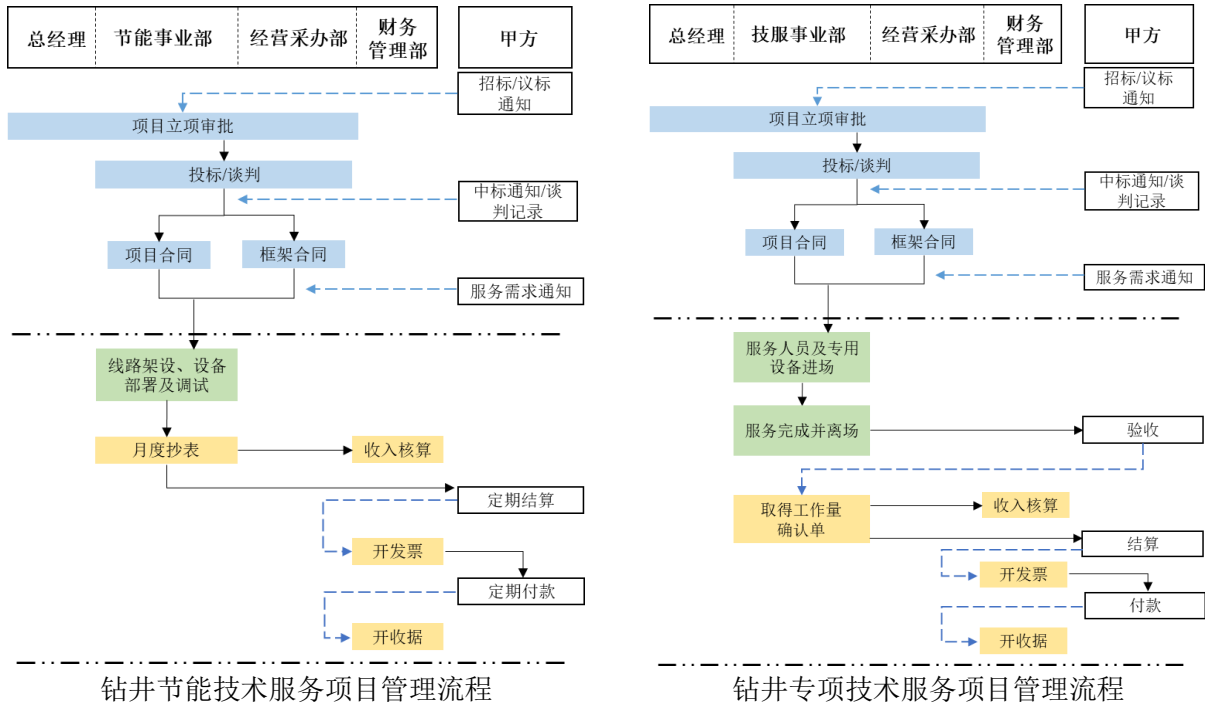 总经理
节能事业部
经营采办部
财务
管理部
甲方
招标/议标
通知
项目立项审批
投标/谈判
中标通知/谈
判记录
项目合同
框架合同
服务需求通知
线路架设、设备
部署及调试
月度抄表
收入核算
定期结算
开发票
定期付款
开收据
钻井节能技术服务项目管理流程
总经理
技服事业部
经营采办部
财务
管理部
甲方
招标/议标
通知
项目立项审批
投标/谈判
中标通知/谈
判记录
项目合同
框架合同
服务需求通知
服务人员及专用
设备进场
服务完成并离场
验收
取得工作量
确认单
收入核算
结算
开发票
付款
开收据
钻井专项技术服务项目管理流程